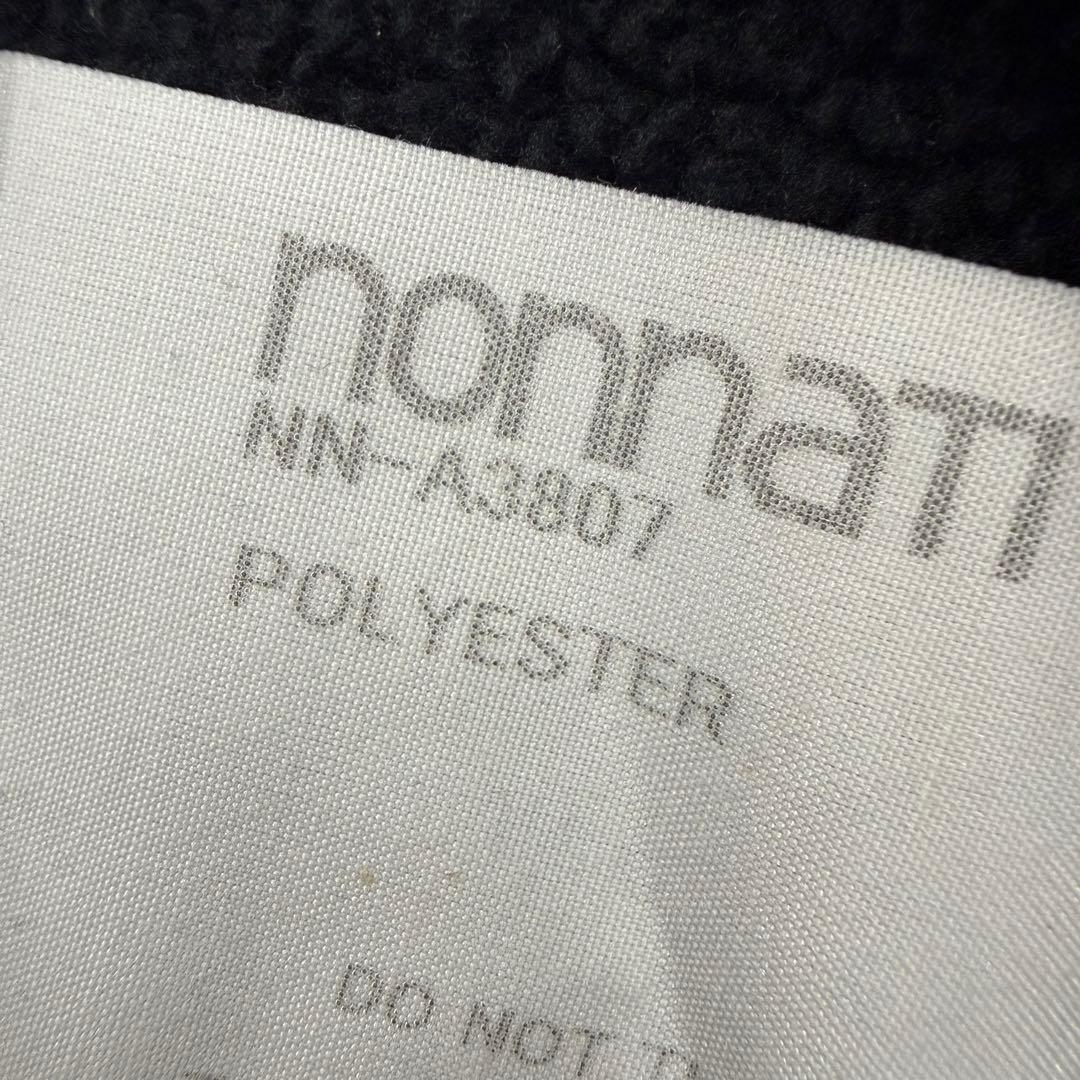 nonnaTI
NN-A3807
POLYESTER
DO NOT